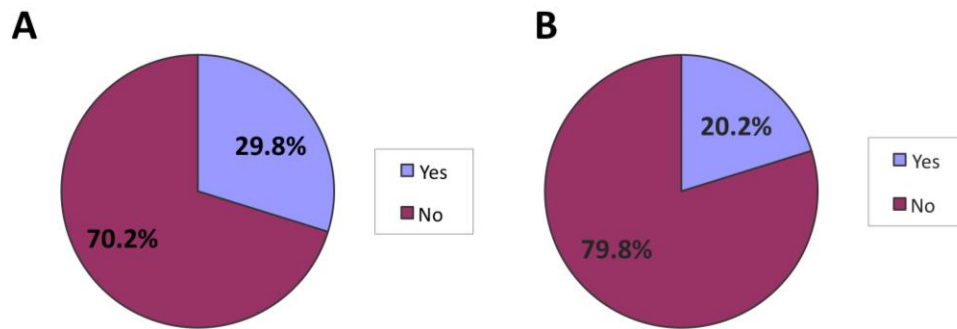 A
29.8%
70.2%
Yes
No
B
20.2%
79.8%
Yes
No